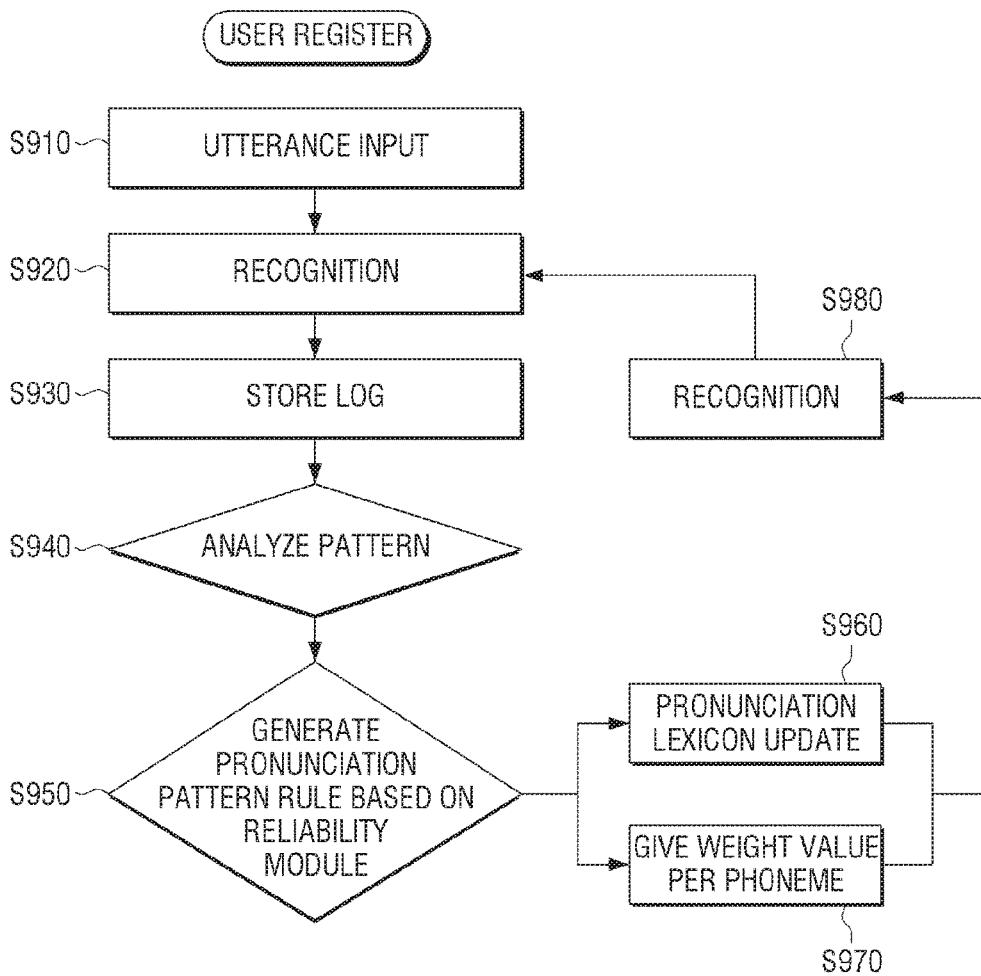 USER REGISTER
S910
UTTERANCE INPUT
S920
RECOGNITION
S930
STORE LOG
S940
ANALYZE PATTERN
S950
GENERATE
PRONUNCIATION
PATTERN RULE BASED ON
RELIABILITY
MODULE
S960
PRONUNCIATION
LEXICON UPDATE
GIVE WEIGHT VALUE
PER PHONEME
S970
S980
RECOGNITION